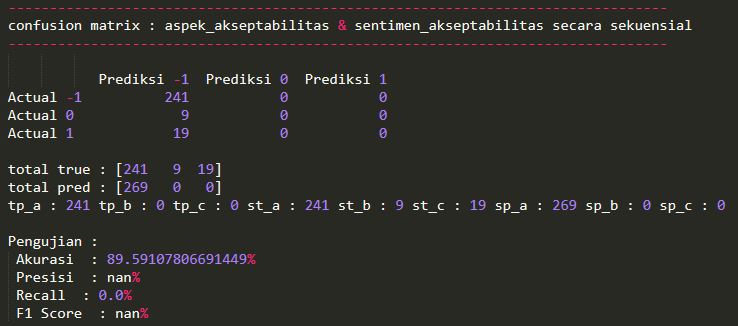 --------------------------------------------------------------------------------
confusion matrix : aspek_akseptabilitas & sentimen_akseptabilitas secara sekuensial
--------------------------------------------------------------------------------
Prediksi -1 Prediksi 0 Prediksi 1
Actual -1 241 0 0
Actual 0 9 0 0
Actual 1 19 0 0
total true : [241 9 19]
total pred : [269 0 0]
tp_a : 241 tp_b : 0 tp_c : 0 st_a : 241 st_b : 9 st_c : 19 sp_a : 269 sp_b : 0 sp_c : 0
Pengujian :
Akurasi : 89.59107806691449%
Presisi : nan%
Recall : 0.0%
F1 Score : nan%